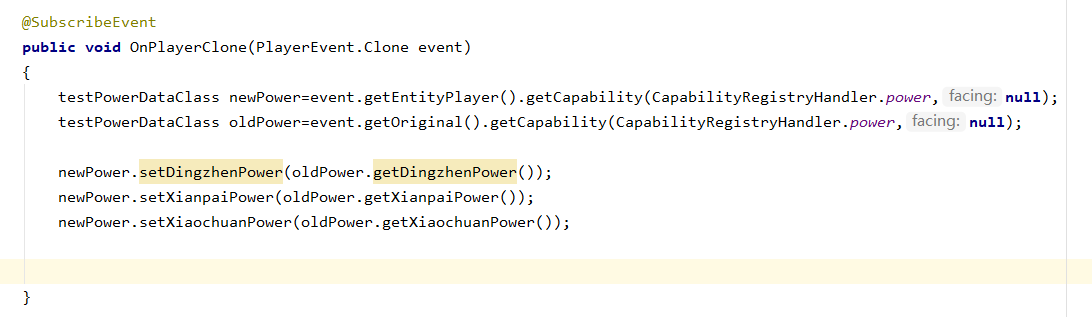 @SubscribeEvent
public void OnPlayerClone(PlayerEvent.Clone event)
{
testPowerDataClass newPower=event.getEntityPlayer().getCapability(CapabilityRegistryHandler.power, facing: null);
testPowerDataClass oldPower=event.getOriginal().getCapability(CapabilityRegistryHandler.power, facing: null);
newPower.setDingzhenPower(oldPower.getDingzhenPower());
newPower.setXianpaiPower(oldPower.getXianpaiPower());
newPower.setXiaochuanPower(oldPower.getXiaochuanPower());
}